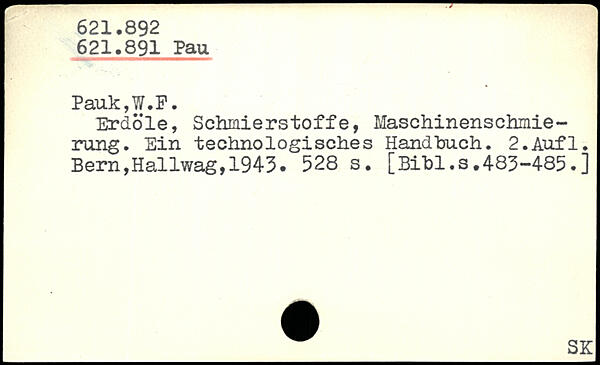 621.892
621.891 Pau
Pauk,W.F.
Erdöle, Schmierstoffe, Maschinenschmie-
rung. Ein technologisches Handbuch. 2.Aufl.
Bern,Hallwag,1943. 528 s. [Bibl.s.483-485.]
SK